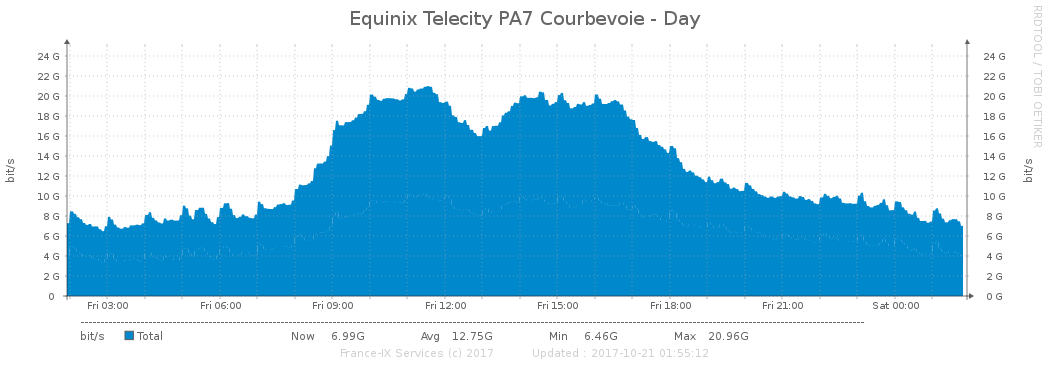 Equinix Telecity PA7 Courbevoie - Day
RRDTOOL / TOBI OETIKER
bit/s
24 G
22 G
20 G
18 G
16 G
14 G
12 G
10 G
8 G
6 G
4 G
2 G
0
24 G
22 G
20 G
18 G
16 G
14 G
12 G
10 G
8 G
6 G
4 G
2 G
0 G
bit/s
Fri 03:00 Fri 06:00 Fri 09:00 Fri 12:00 Fri 15:00 Fri 18:00 Fri 21:00 Sat 00:00
bit/s Total Now 6.99G Avg 12.75G Min 6.46G Max 20.96G
France-IX Services (c) 2017 Updated : 2017-10-21 01:55:12